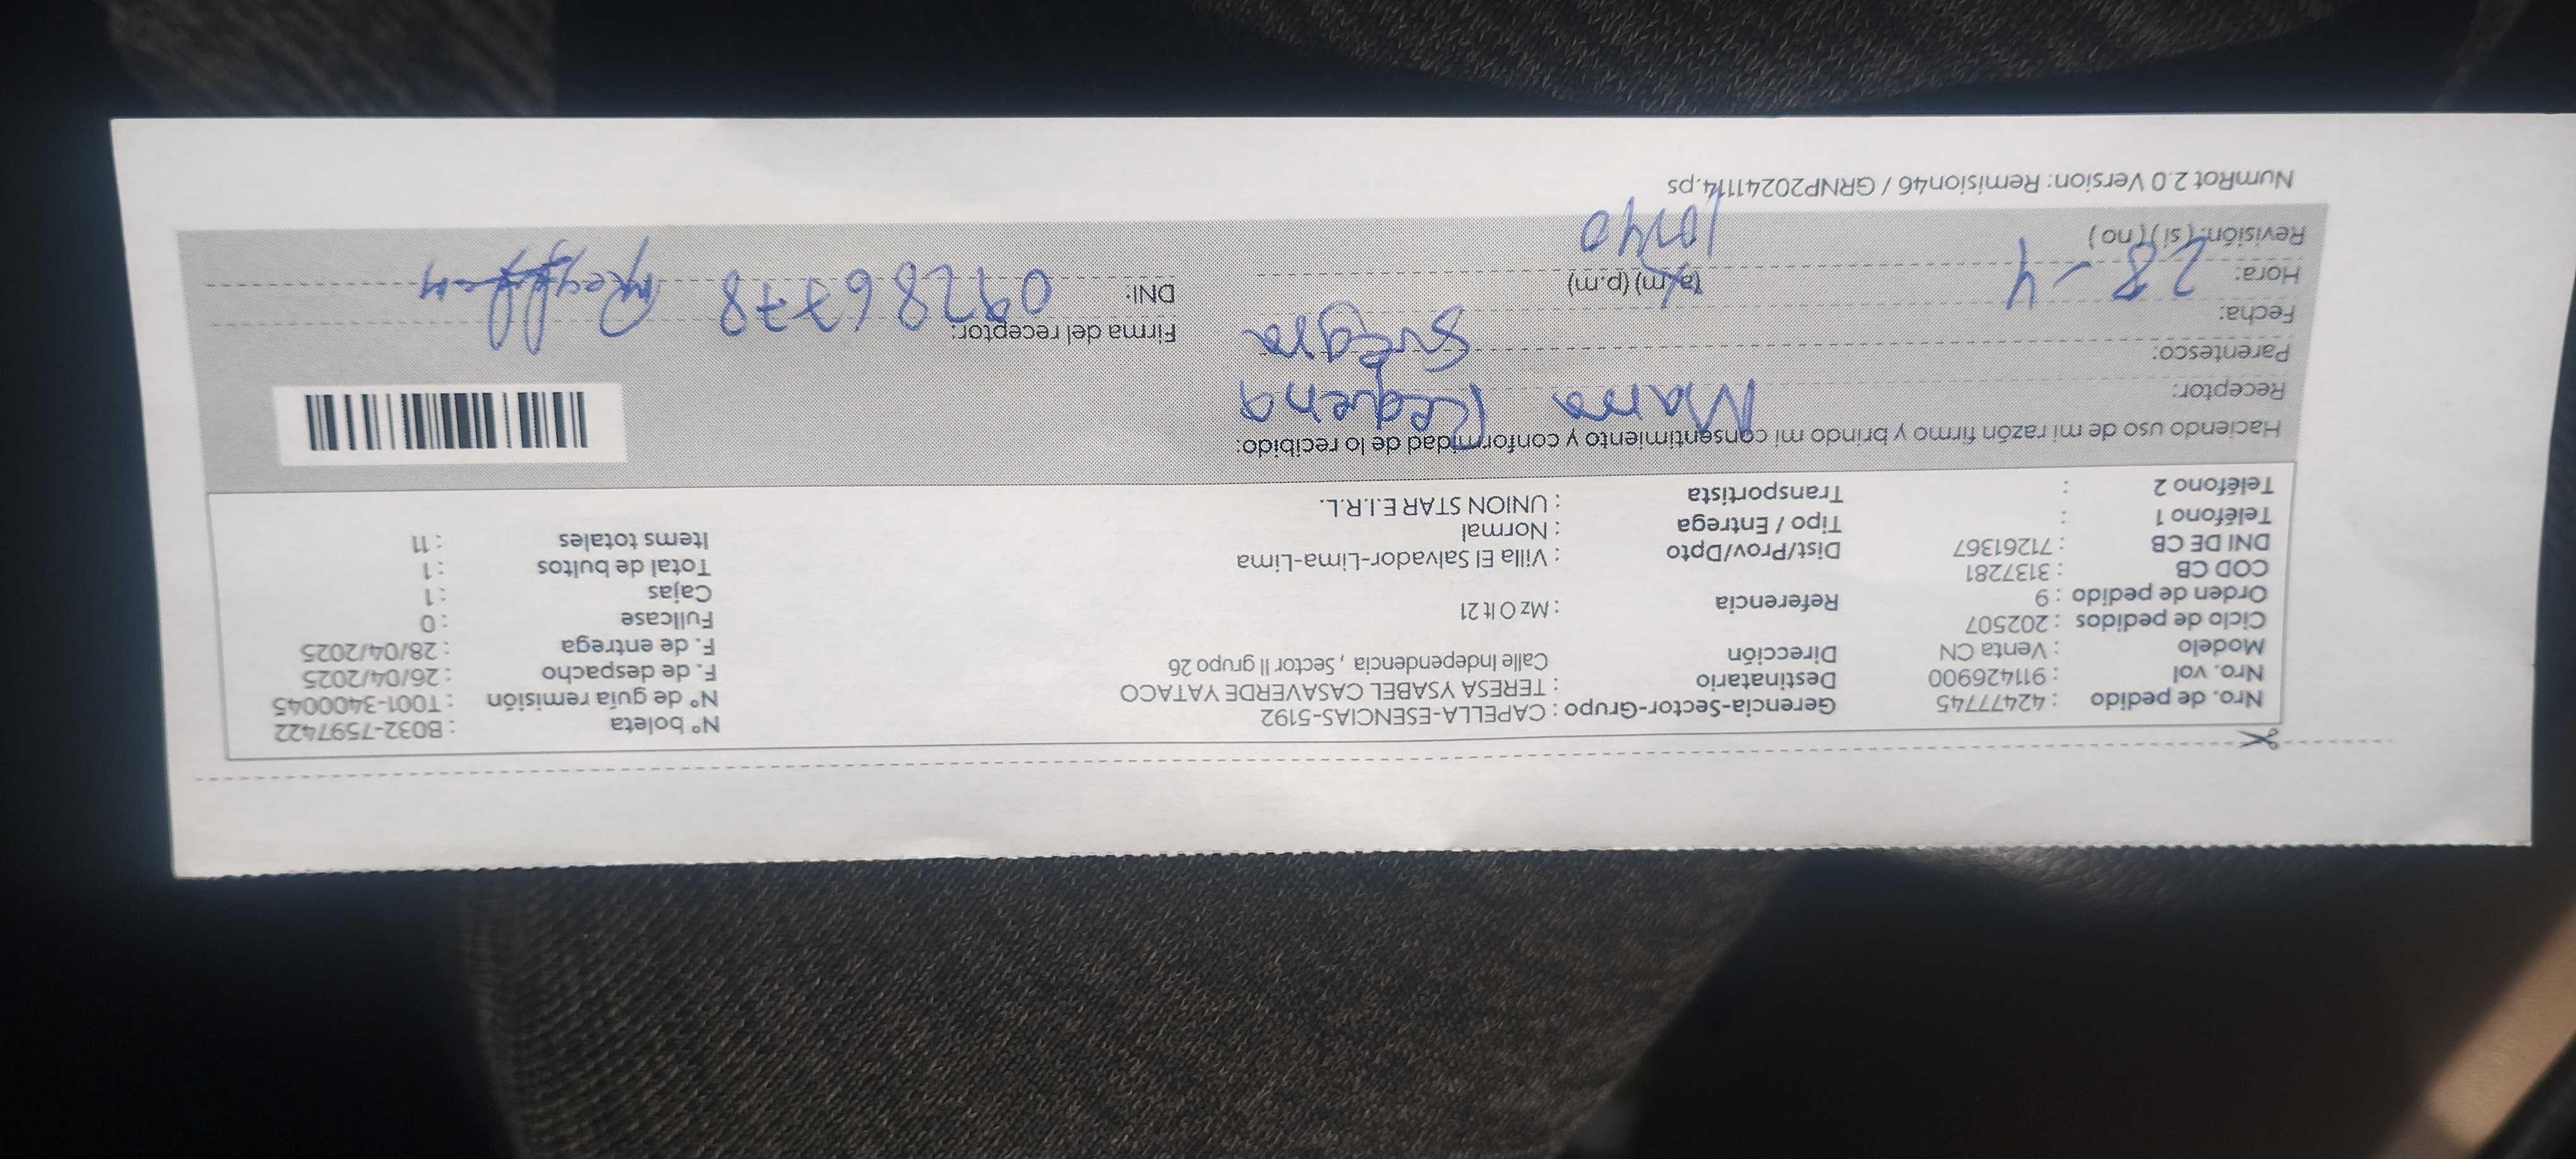 Nro. de pedido : 42477745 Gerencia-Sector-Grupo : CAPELLA-ESENCIAS-5192 N° boleta : B032-7597422
Nro. vol : 911426900 Destinatario : TERESA YSABEL CASAVERDE YATACO N° de guía remisión : T001-3400045
Modelo : Venta CN Dirección Calle Independencia , Sector II grupo 26 F. de despacho : 26/04/2025
Ciclo de pedidos : 202507 F. de entrega : 28/04/2025
Orden de pedido : 9 Referencia : Mz O lt 21 Fullcase : 0
COD CB : 3137281 Cajas : 1
DNI DE CB : 71261367 Dist/Prov/Dpto : Villa El Salvador-Lima-Lima Total de bultos : 1
Teléfono 1 : Tipo / Entrega : Normal Items totales : 11
Teléfono 2 : Transportista : UNION STAR E.I.R.L.
Haciendo uso de mi razón firmo y brindo mi consentimiento y conformidad de lo recibido:
Receptor: Maria Requena
Parentesco: Suegra
Fecha: 28-4 Firma del receptor:
Hora: (a.m) (p.m) DNI: 09286778
Revisión: ( si ) ( no ) 10:40
NumRot 2.0 Version: Remision46 / GRNP20241114.ps